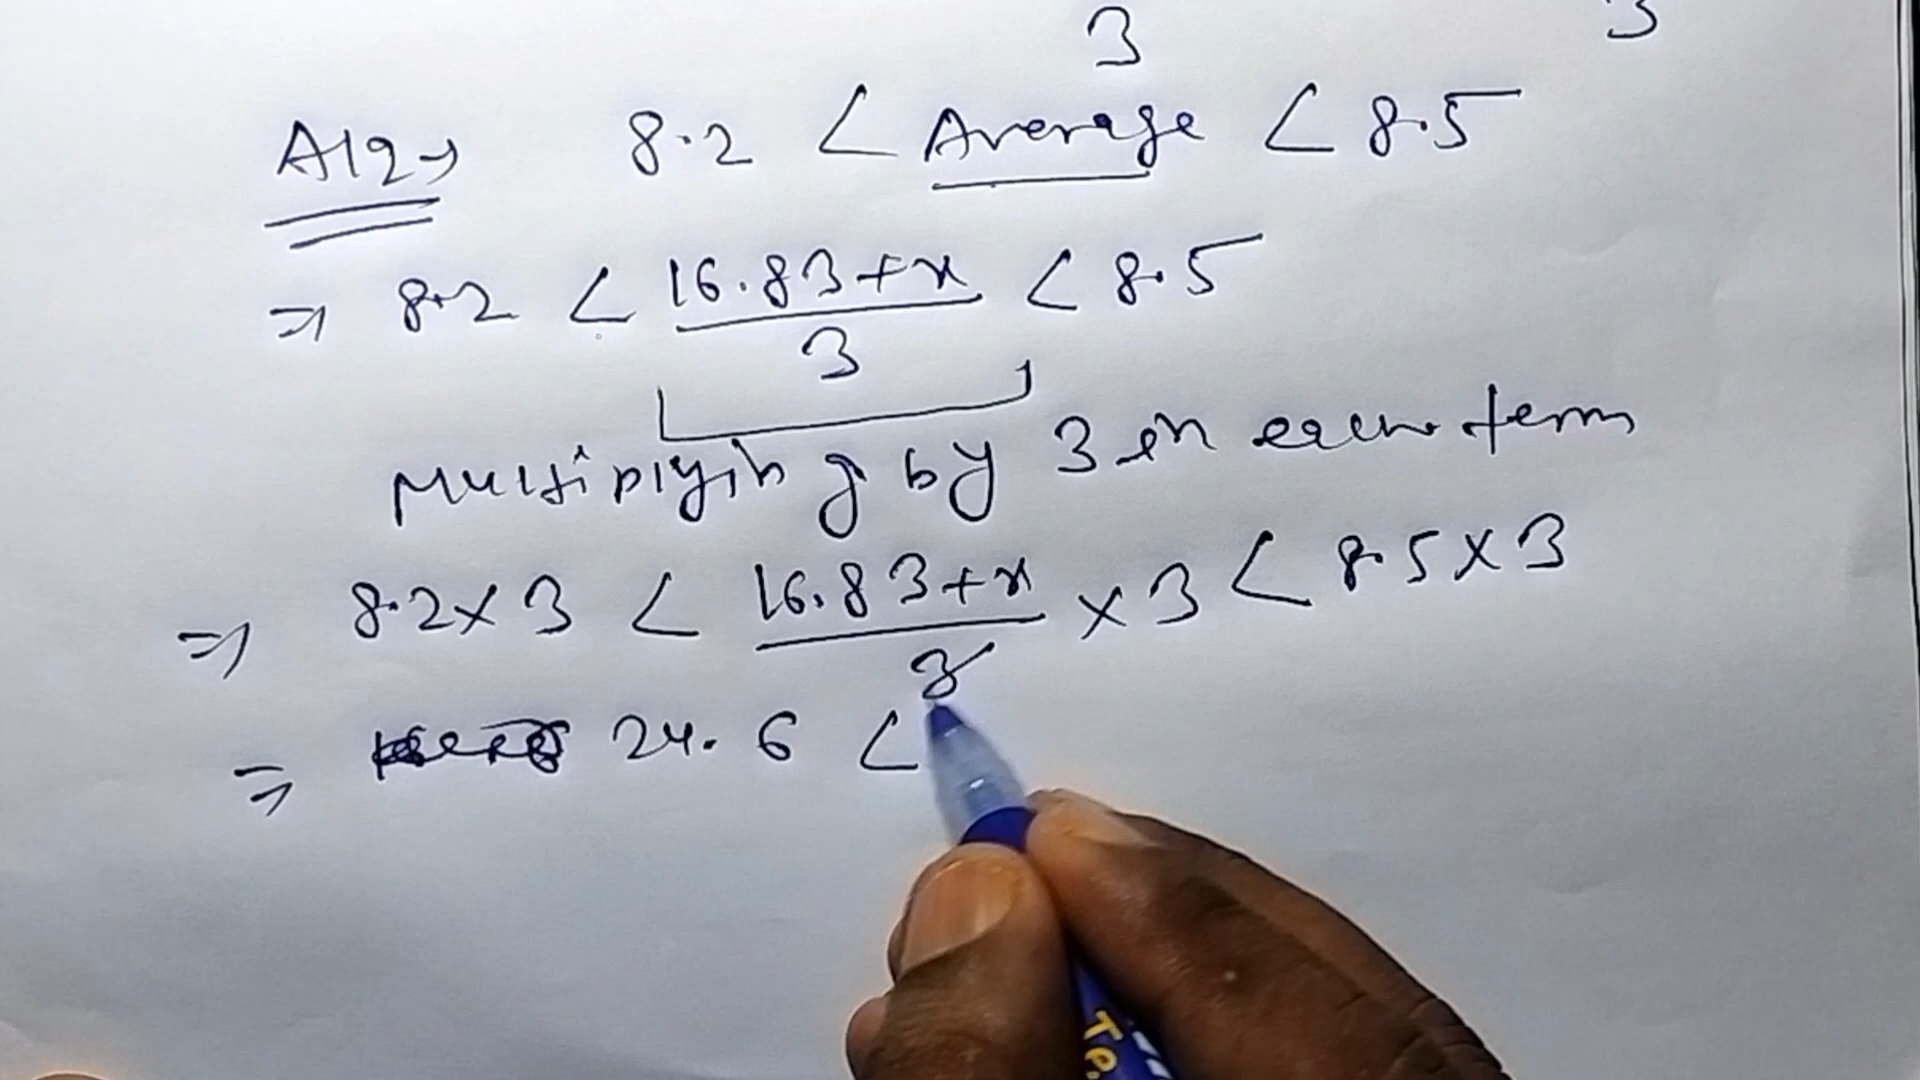 3 3
A/Q→ 8.2 < Average < 8.5
⇒ 8.2 < 16.83+x < 8.5
3
Multiplying by 3 in each term
⇒ 8.2×3 < 16.83+x ×3 < 8.5×3
3
⇒ 24.6 <
Te